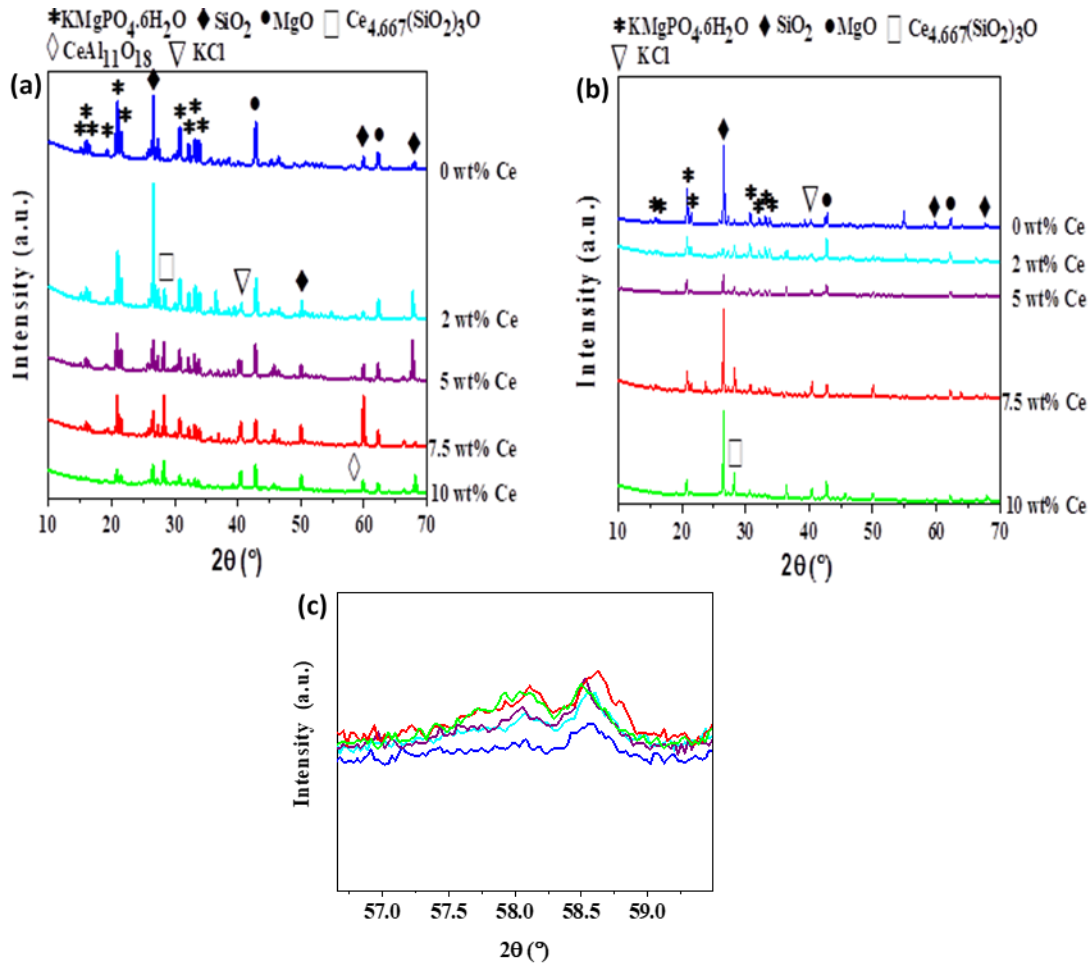 ✱KMgPO₄.6H₂O ◆SiO₂ ●MgO □ Ce₄.₆₆₇(SiO₂)₃O
◇CeAl₁₁O₁₈ ▽KCl
(a)
0 wt% Ce
2 wt% Ce
5 wt% Ce
7.5 wt% Ce
10 wt% Ce
Intensity (a.u.)
10 20 30 40 50 60 70
2θ (°)
✱KMgPO₄.6H₂O ◆ SiO₂ ●MgO □ Ce₄.₆₆₇(SiO₂)₃O
▽ KCl
(b)
0 wt% Ce
2 wt% Ce
5 wt% Ce
7.5 wt% Ce
10 wt% Ce
Intensity (a.u.)
10 20 30 40 50 60 70
2θ (°)
(c)
Intensity (a.u.)
57.0 57.5 58.0 58.5 59.0
2θ (°)